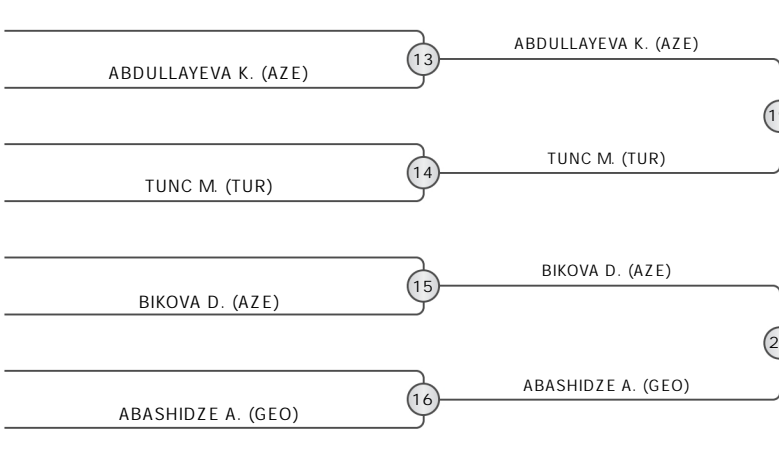 ABDULLAYEVA K. (AZE)
13
ABDULLAYEVA K. (AZE)
TUNC M. (TUR)
14
TUNC M. (TUR)
BIKOVA D. (AZE)
15
BIKOVA D. (AZE)
ABASHIDZE A. (GEO)
16
ABASHIDZE A. (GEO)